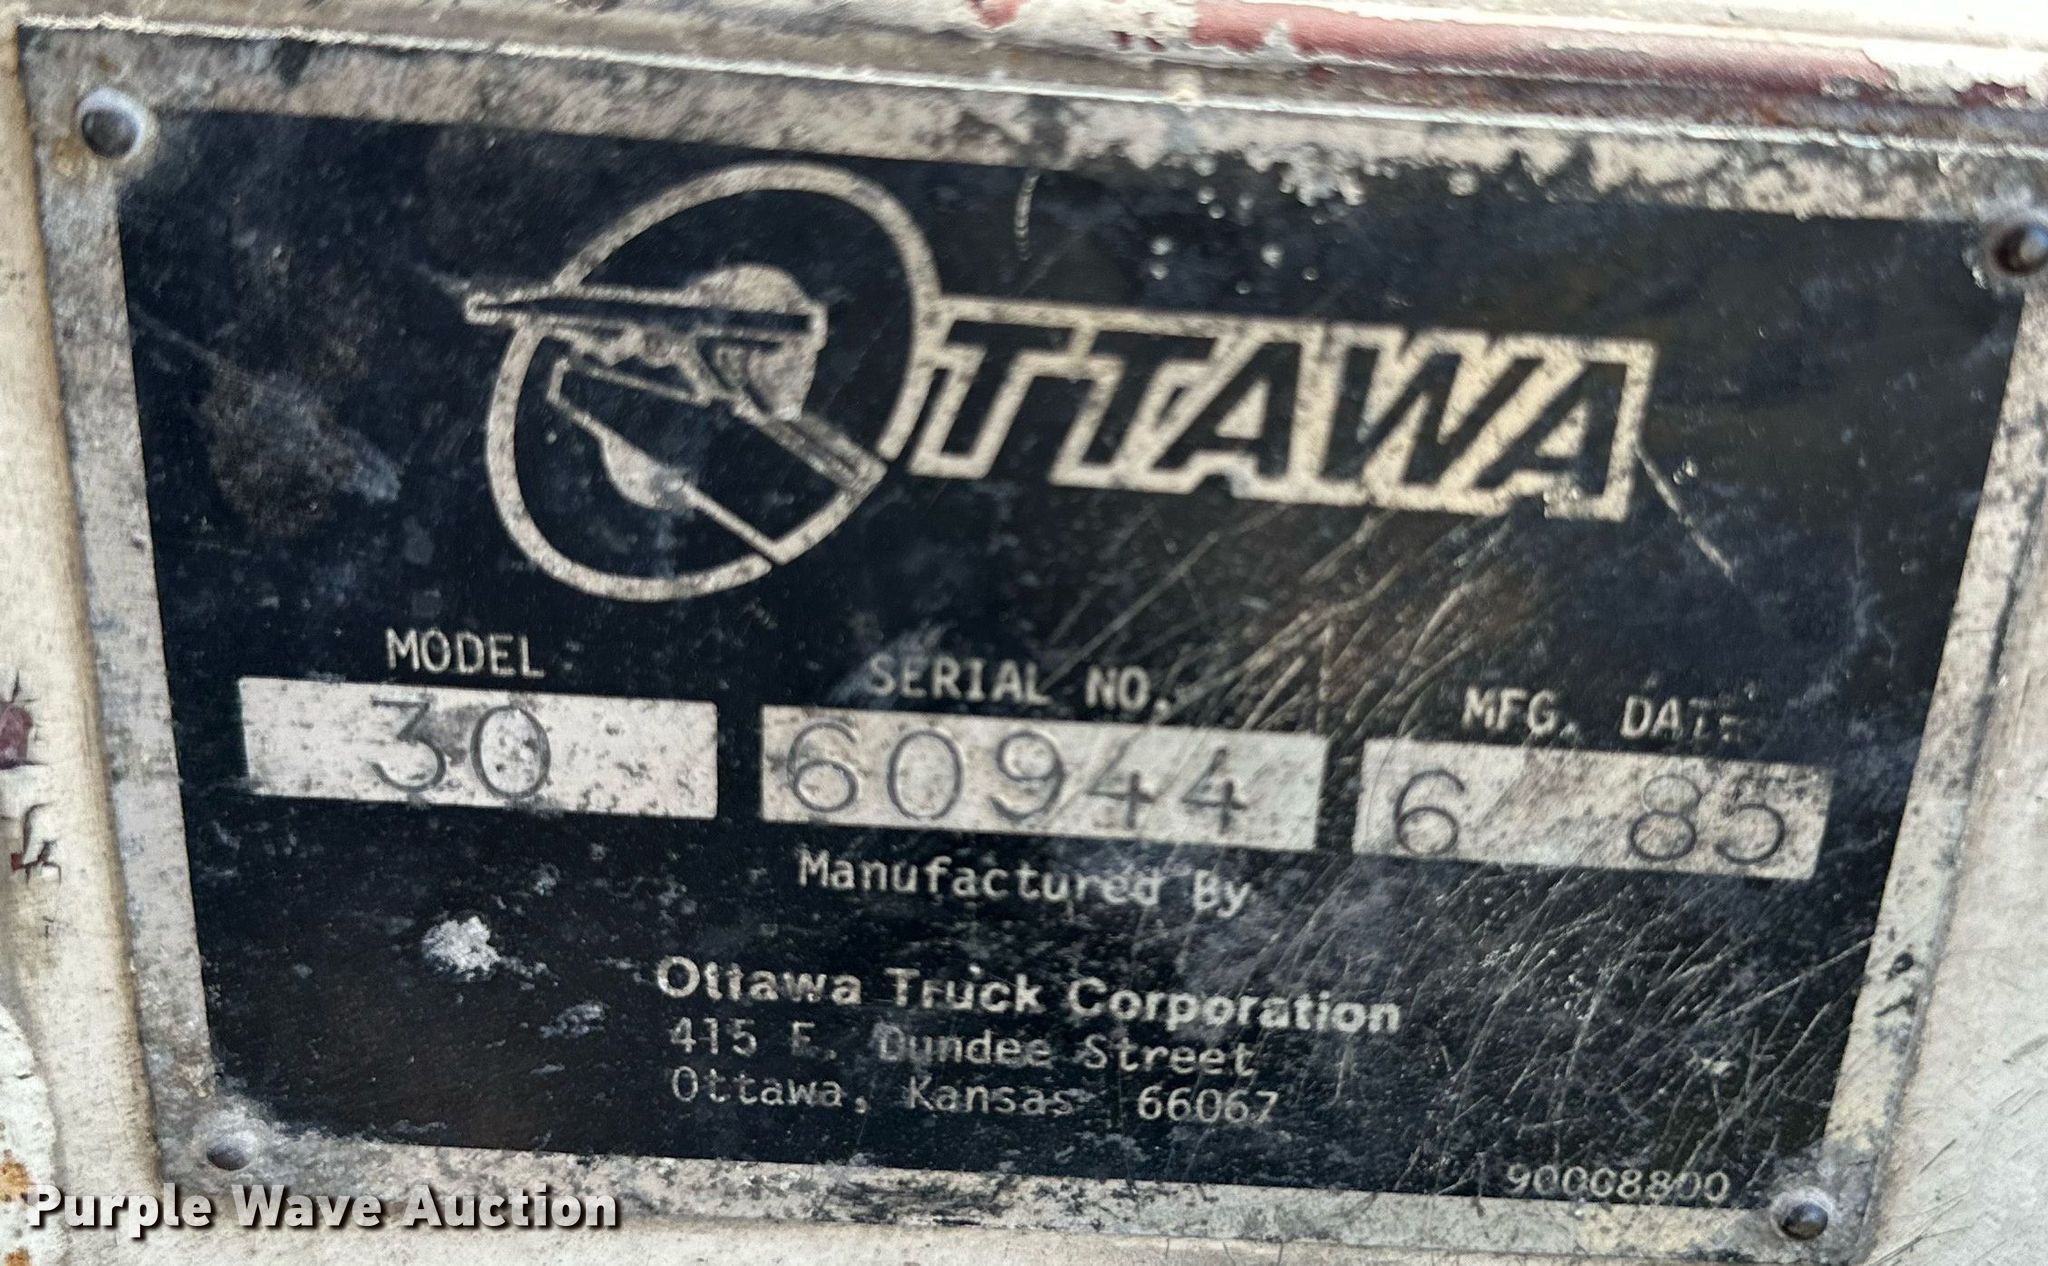 OTTAWA
MODEL SERIAL NO. MFG. DATE
30 60944 6 85
Manufactured By
Ottawa Truck Corporation
415 E. Dundee Street
Ottawa, Kansas 66067
90008800
Purple Wave Auction